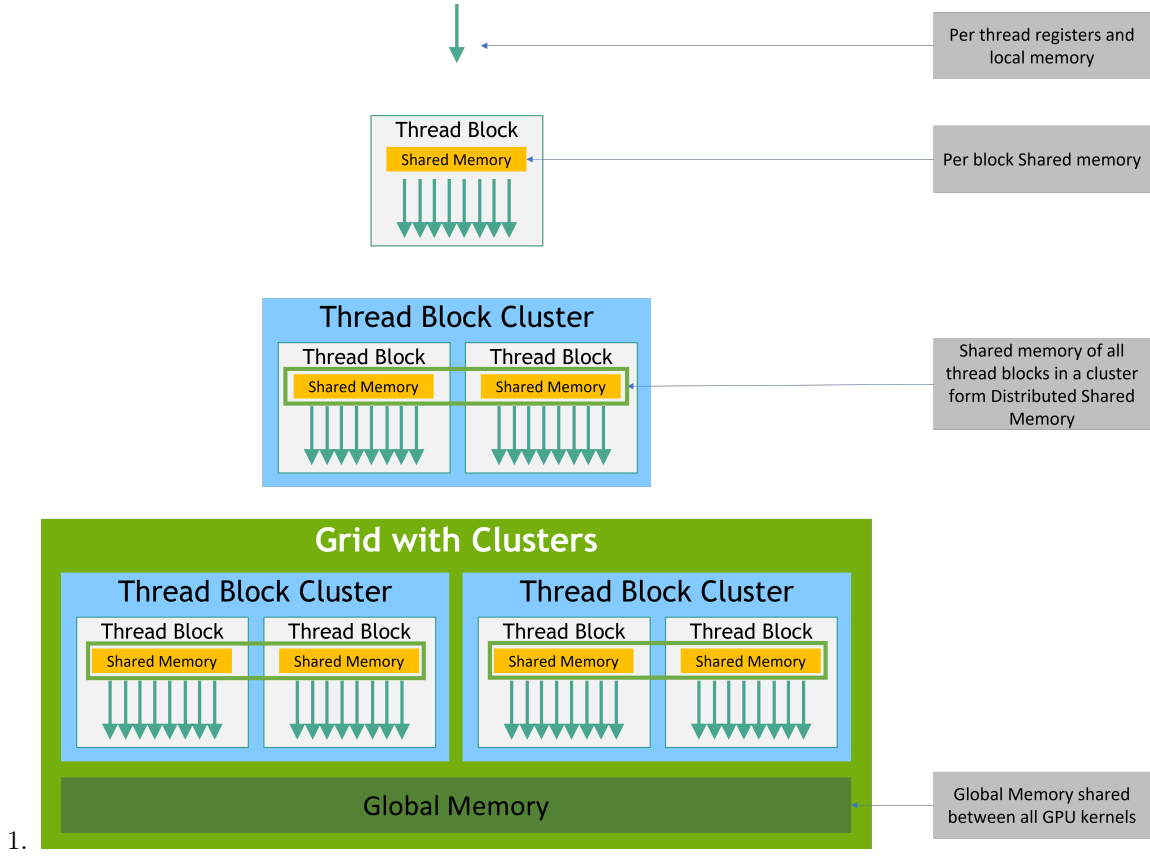 Per thread registers and
local memory
Thread Block
Shared Memory
Per block Shared memory
Thread Block Cluster
Thread Block
Thread Block
Shared Memory
Shared Memory
Shared memory of all
thread blocks in a cluster
form Distributed Shared
Memory
Grid with Clusters
Thread Block Cluster
Thread Block Cluster
Thread Block
Thread Block
Thread Block
Thread Block
Shared Memory
Shared Memory
Shared Memory
Shared Memory
Global Memory
Global Memory shared
between all GPU kernels
1.